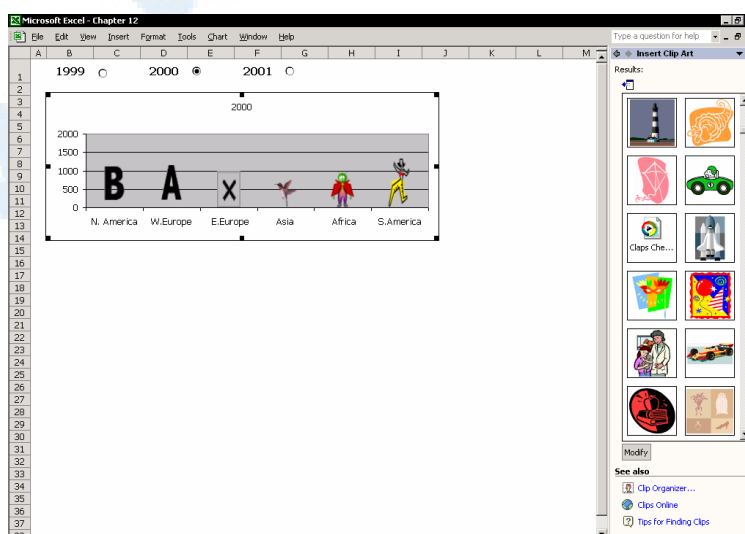 Microsoft Excel - Chapter 12
File Edit View Insert Format Tools Chart Window Help
Type a question for help
Insert Clip Art
A B C D E F G H I J K L M
Results:
1 1999 2000 2001
2
3
2000
4
5
2000
6
7
1500
8
1000
9
10
500
B A x
11
0
12
N. America W.Europe E.Europe Asia Africa S.America
13
14
15
Claps Che...
16
17
18
19
20
21
22
23
24
25
26
27
28
29
30
31
Modify
32
33
See also
34
Clip Organizer...
35
Clips Online
36
37
Tips for Finding Clips